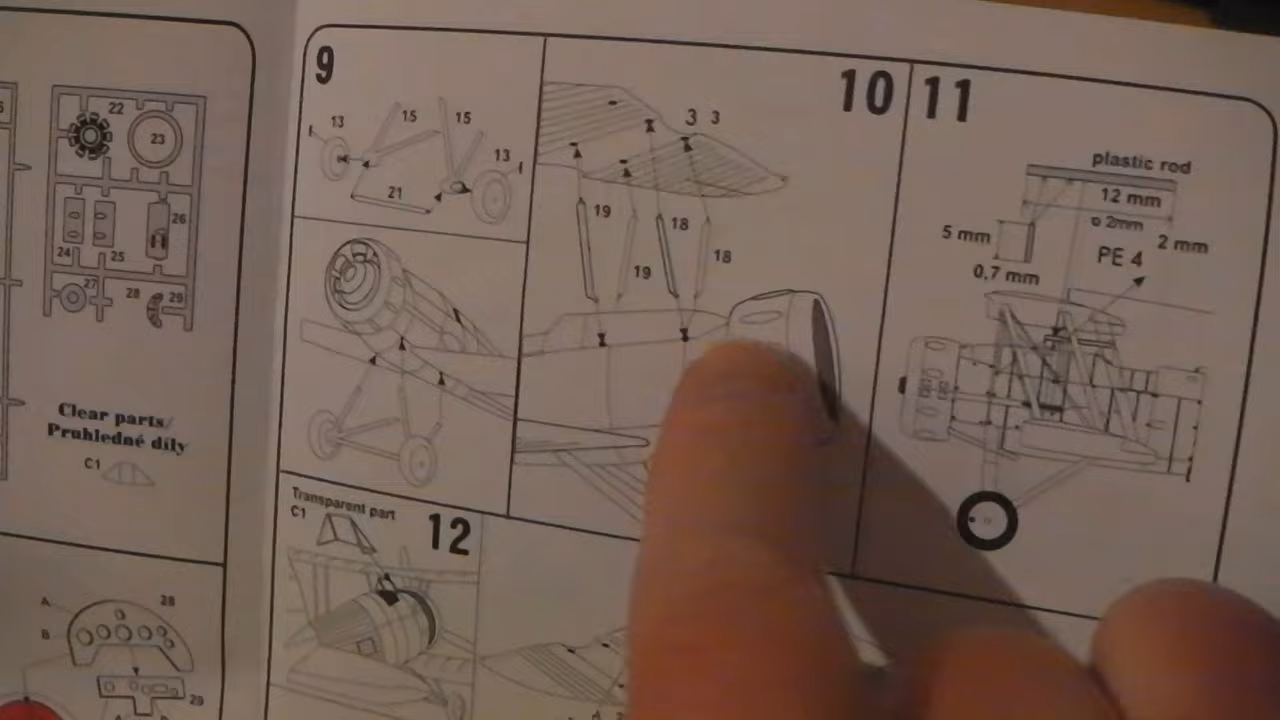 22
23
24
25
26
27
28
29
Clear parts/
Pruhledné díly
C1
A
B
28
29
9
13
15
15
13
21
10
3 3
19
18
19
18
11
plastic rod
12 mm
ø 2mm
5 mm
2 mm
0,7 mm
PE 4
Transparent part
C1
12